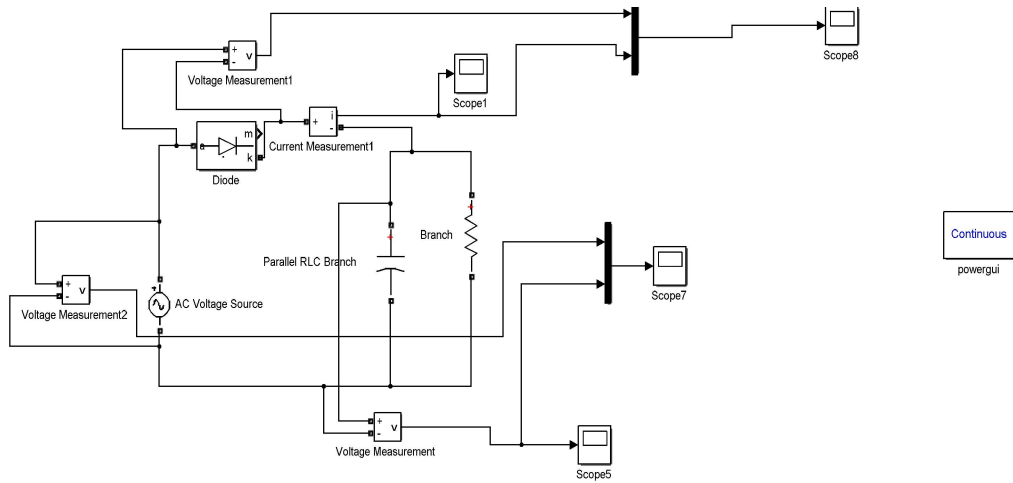 +
-
v
Voltage Measurement1
Scope8
Scope1
a
m
k
Diode
+
i
-
Current Measurement1
+
-
v
Voltage Measurement2
AC Voltage Source
+
Parallel RLC Branch
+
Branch
+
Scope7
Continuous
powergui
+
-
v
Voltage Measurement
Scope5